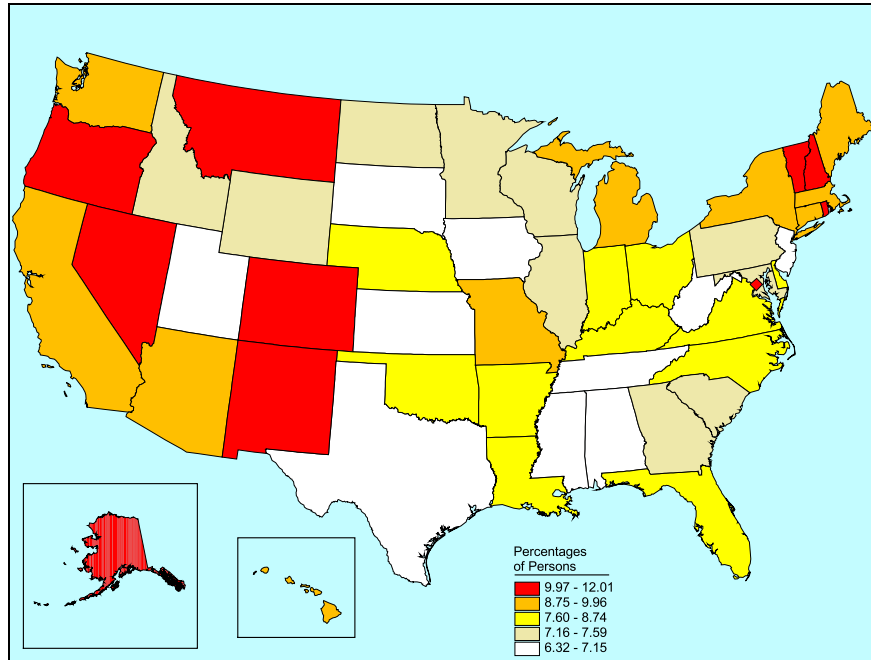 Percentages
of Persons
9.97 - 12.01
8.75 - 9.96
7.60 - 8.74
7.16 - 7.59
6.32 - 7.15